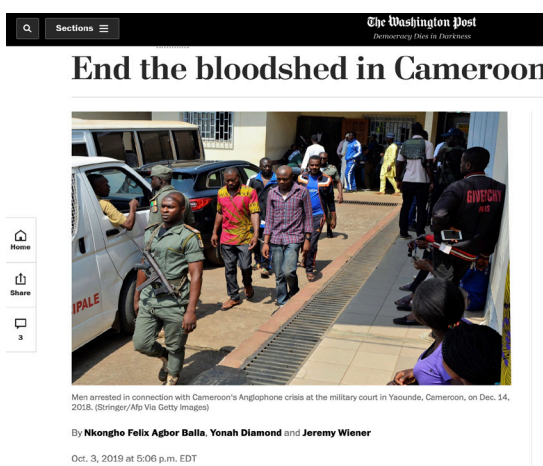 Sections
The Washington Post
Democracy Dies in Darkness
End the bloodshed in Cameroon
IPALE
GIVENCHY
Home
Share
3
Men arrested in connection with Cameroon's Anglophone crisis at the military court in Yaounde, Cameroon, on Dec. 14,
2018. (Stringer/Afp Via Getty Images)
By Nkongho Felix Agbor Balla, Yonah Diamond and Jeremy Wiener
Oct. 3, 2019 at 5:06 p.m. EDT